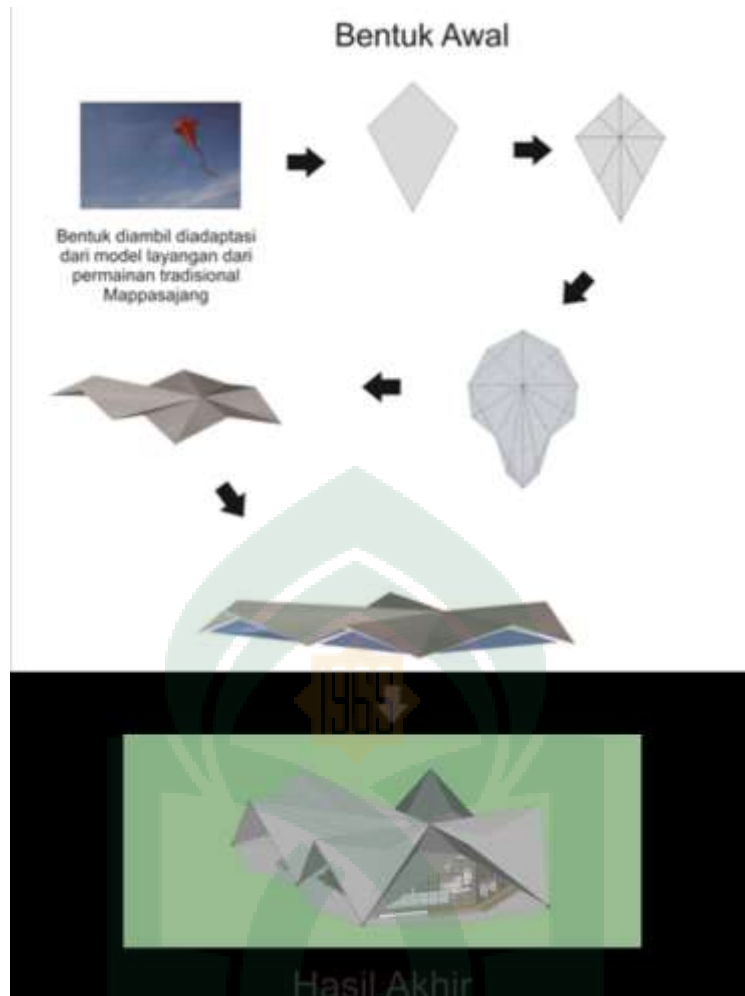 Bentuk Awal
Bentuk diambil diadaptasi
dari model layangan dari
permainan tradisional
Mappasajang
1965
Hasil Akhir